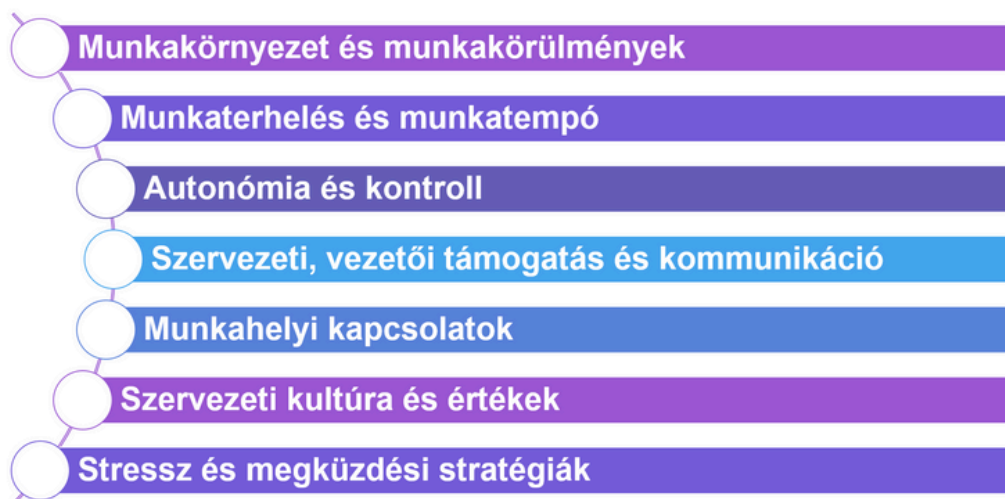 Munkakörnyezet és munkakörülmények
Munkaterhelés és munkatempó
Autonómia és kontroll
Szervezeti, vezetői támogatás és kommunikáció
Munkahelyi kapcsolatok
Szervezeti kultúra és értékek
Stressz és megküzdési stratégiák